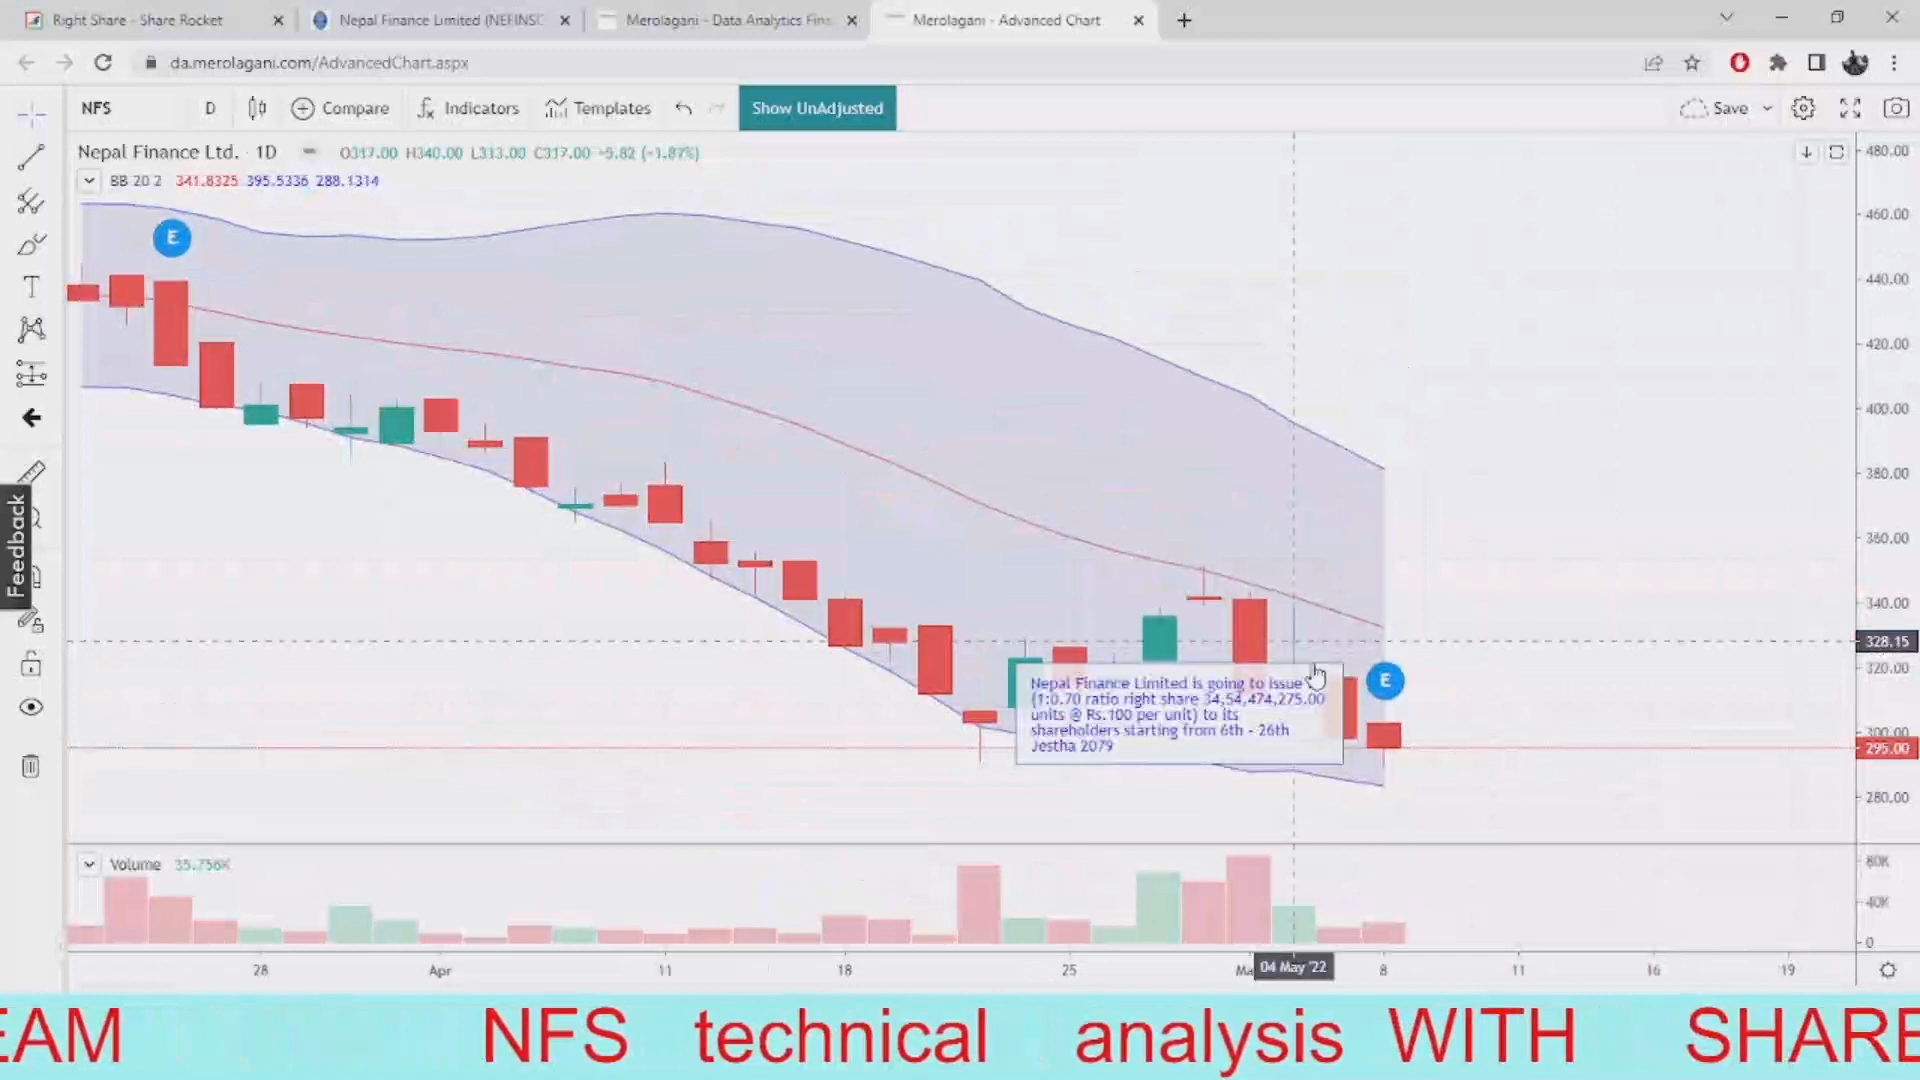 Right Share - Share Rocket
Nepal Finance Limited (NEFINSC
Merolagani - Data Analytics Fina
Merolagani - Advanced Chart
da.merolagani.com/AdvancedChart.aspx
NFS D Compare Indicators Templates Show UnAdjusted Save
Nepal Finance Ltd. 1D O317.00 H340.00 L313.00 C317.00 -5.82 (-1.87%)
BB 20 2 341.8325 395.5336 288.1314
480.00
460.00
E
440.00
420.00
400.00
380.00
360.00
340.00
328.15
320.00
E
Nepal Finance Limited is going to issue
(1:0.70 ratio right share 34,54,474,275.00
units @ Rs.100 per unit) to its
shareholders starting from 6th - 26th
Jestha 2079
300.00
295.00
280.00
Feedback
Volume 35.756K
80K
40K
0
28 Apr 11 18 25 Ma 04 May '22 8 11 16 19
EAM NFS technical analysis WITH SHARE